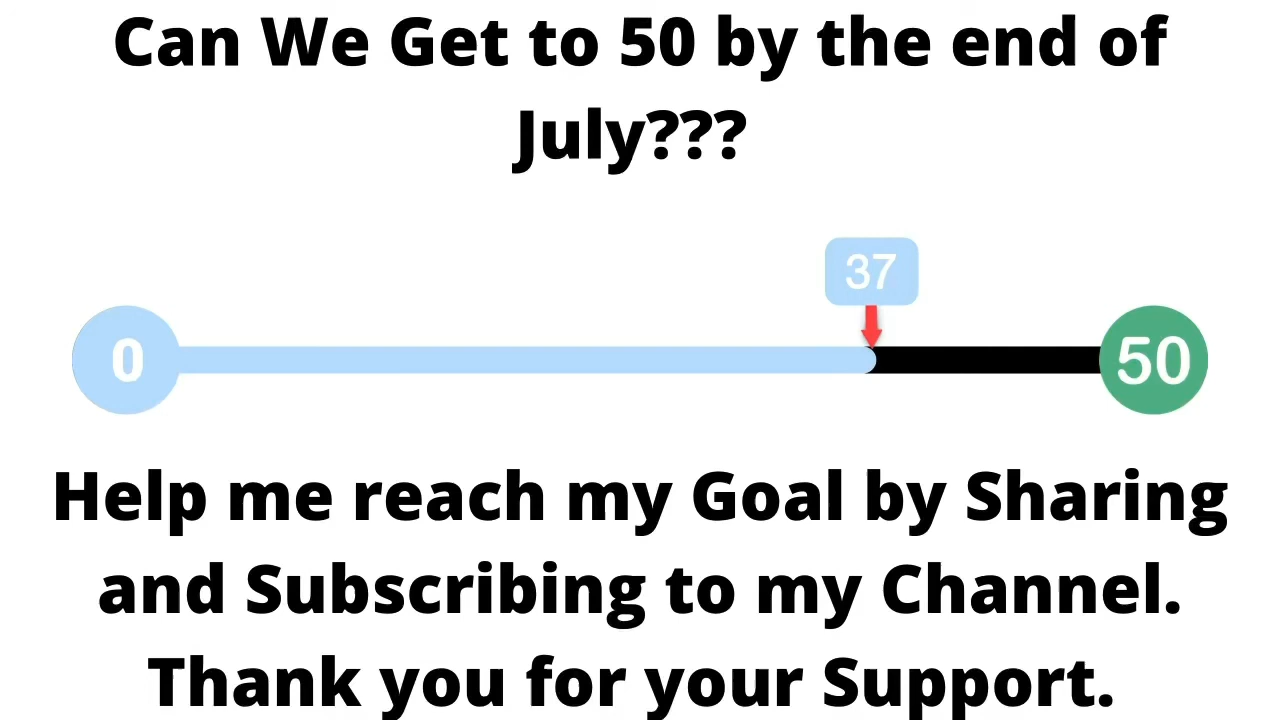 Can We Get to 50 by the end of
July???
37
0
50
Help me reach my Goal by Sharing
and Subscribing to my Channel.
Thank you for your Support.